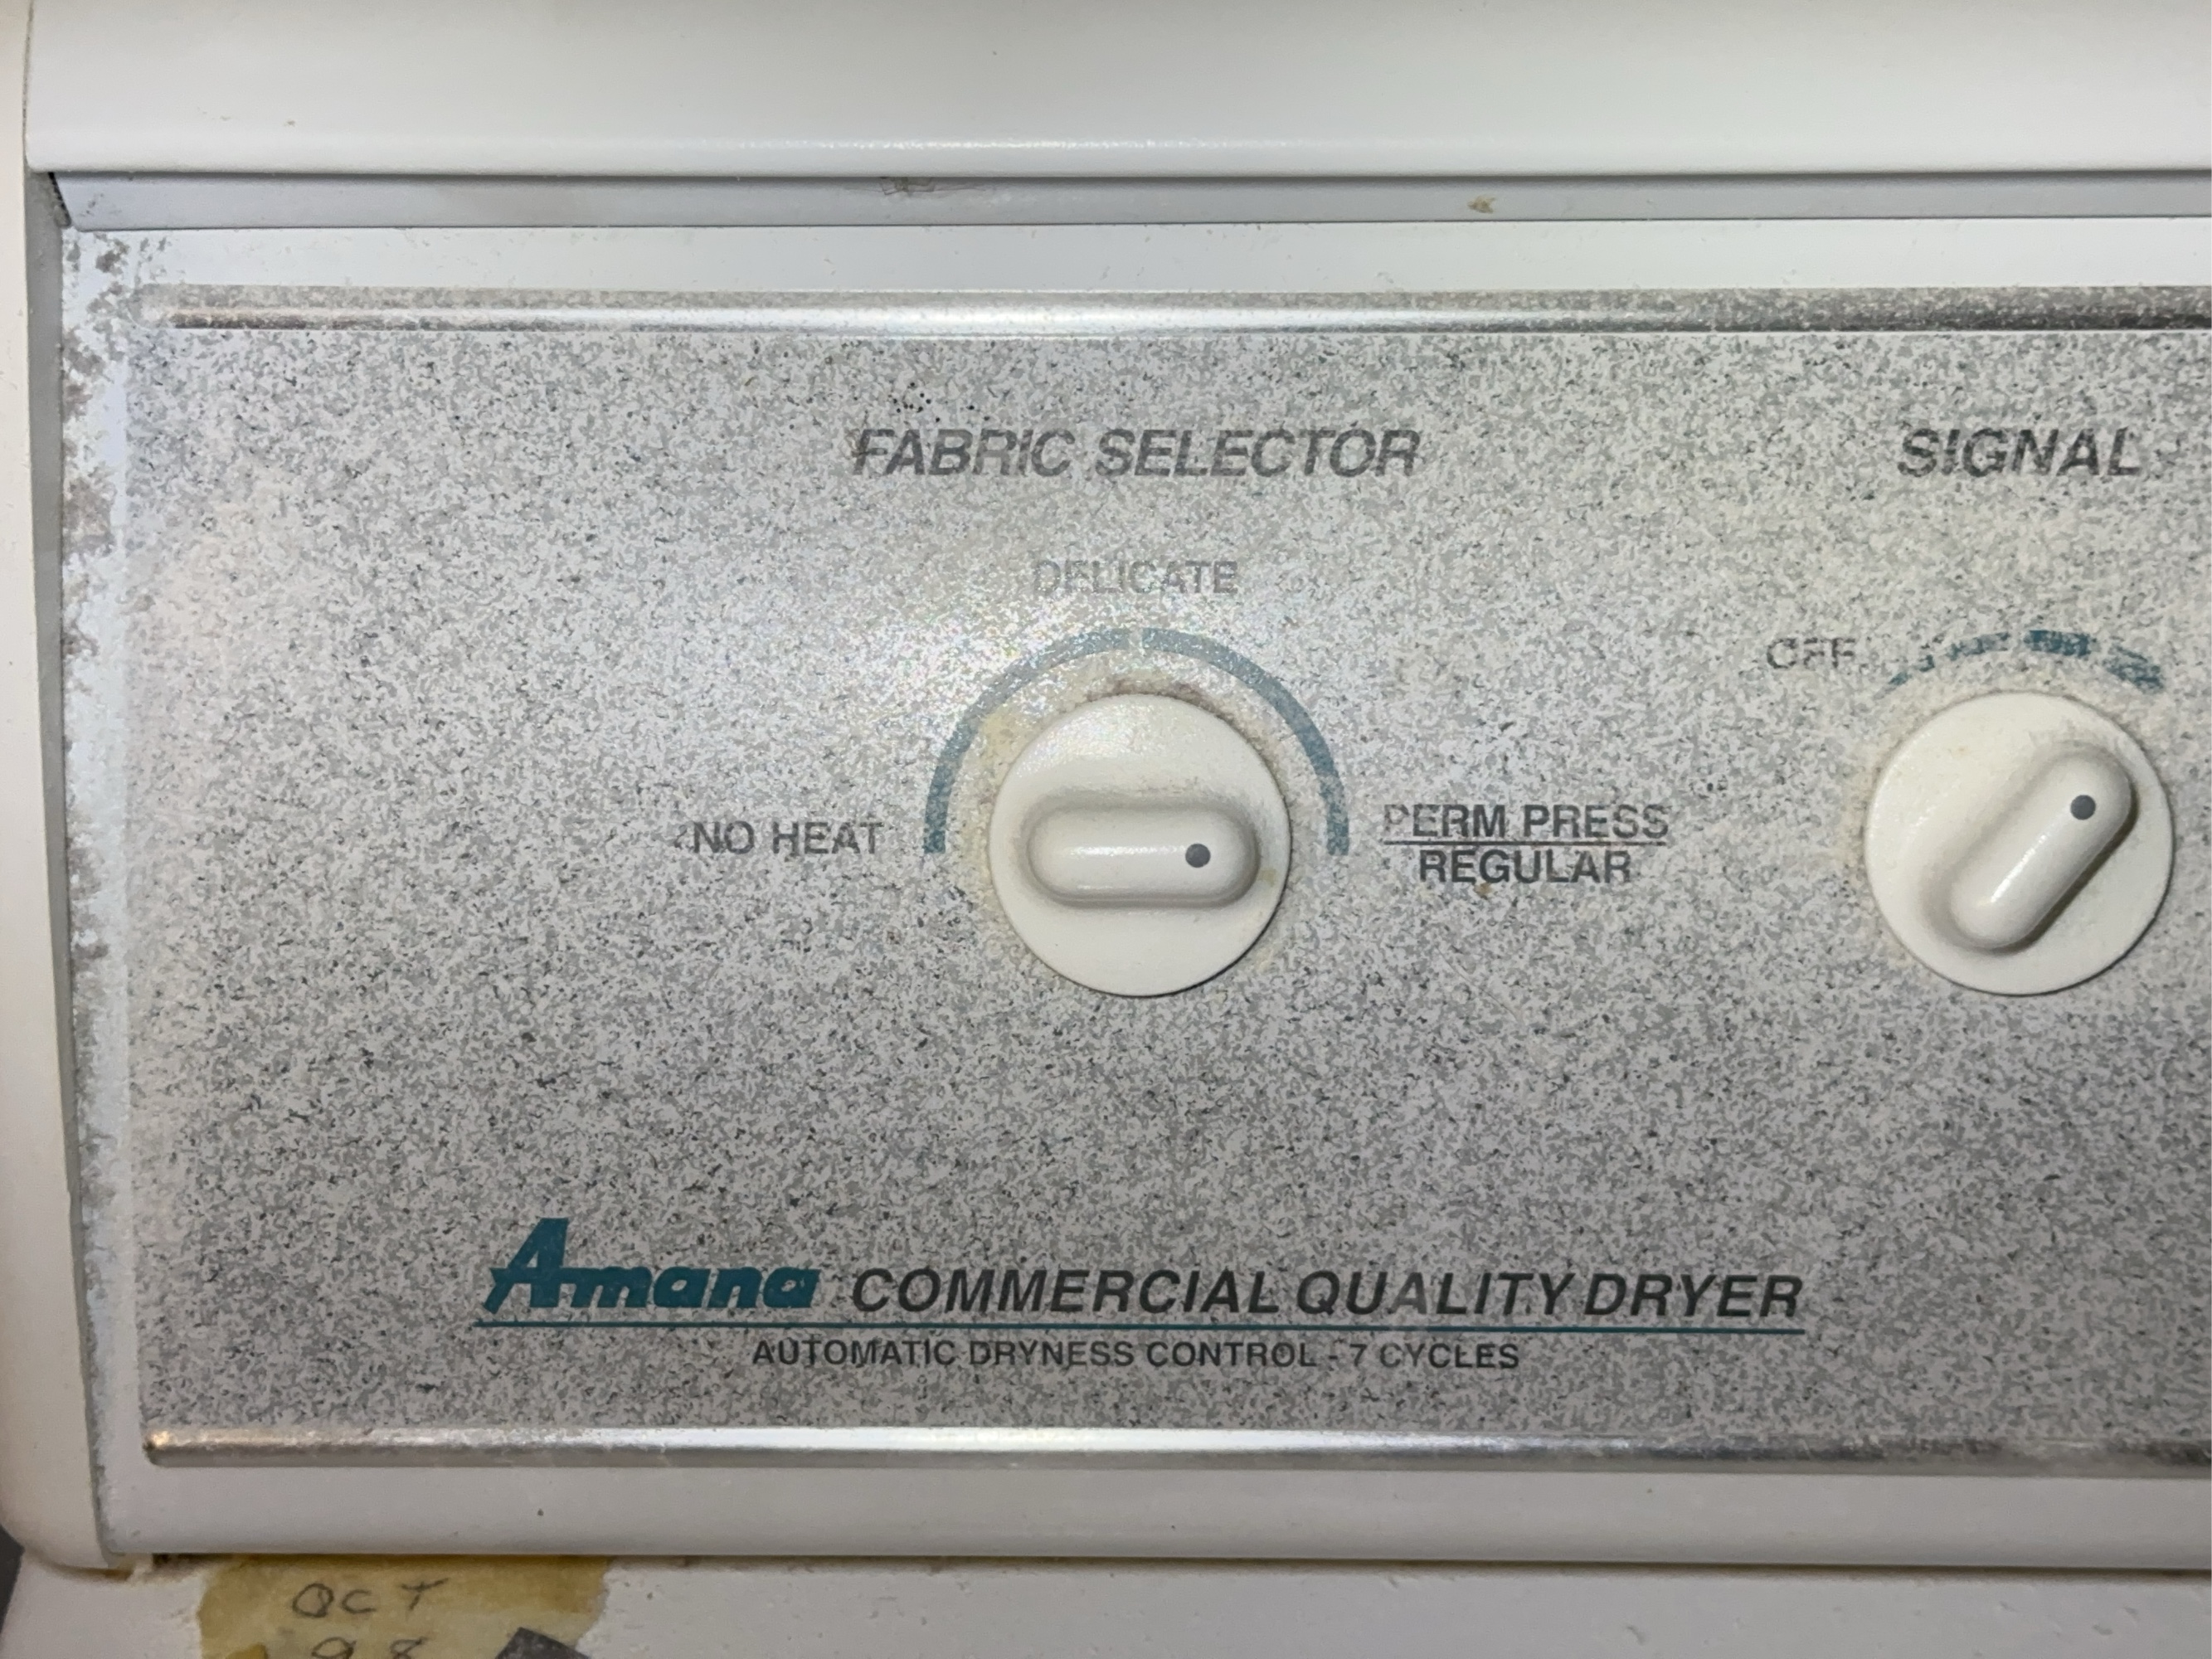 FABRIC SELECTOR
SIGNAL
DELICATE
OFF
NO HEAT
PERM PRESS
REGULAR
Amana COMMERCIAL QUALITY DRYER
AUTOMATIC DRYNESS CONTROL - 7 CYCLES
OCT
98